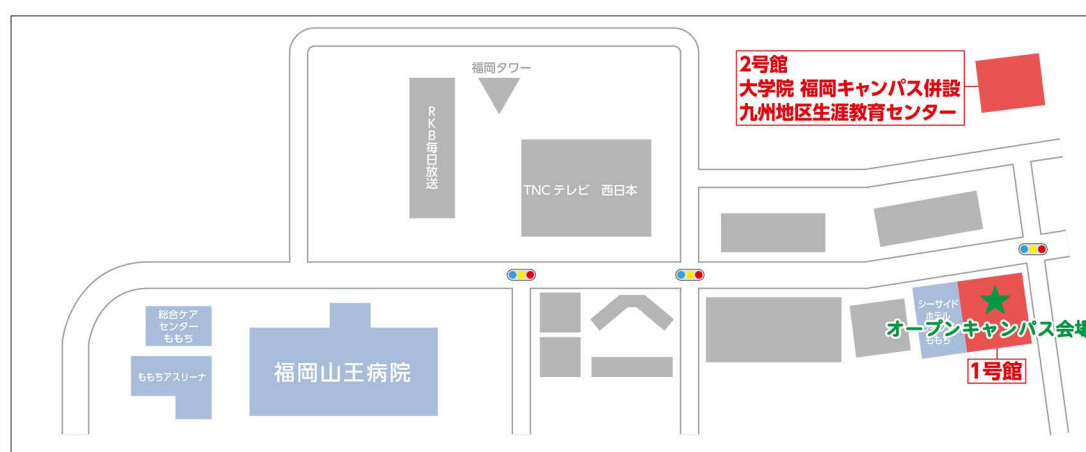 福岡タワー
RKB毎日放送
TNCテレビ 西日本
2号館
大学院 福岡キャンパス併設
九州地区生涯教育センター
総合ケア
センター
ももち
ももちアスリーナ
福岡山王病院
シーサイド
ホテル
ももち
オープンキャンパス会場
1号館